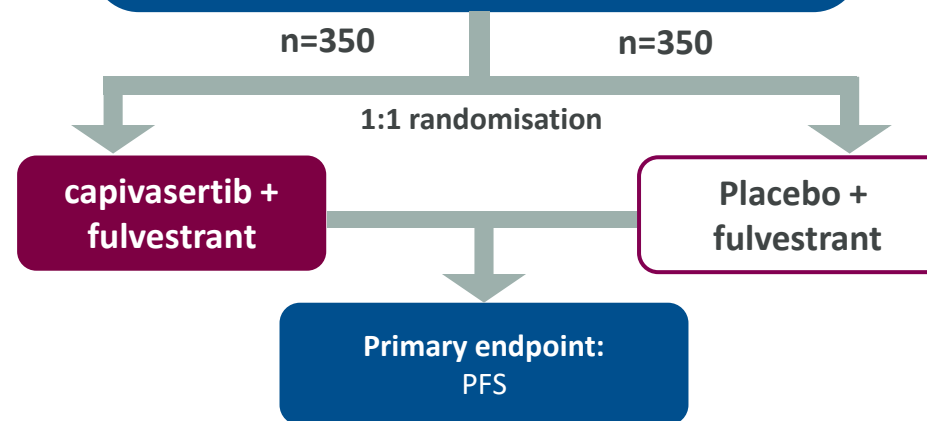 n=350
n=350
1:1 randomisation
capivasertib +
fulvestrant
Placebo +
fulvestrant
Primary endpoint:
PFS